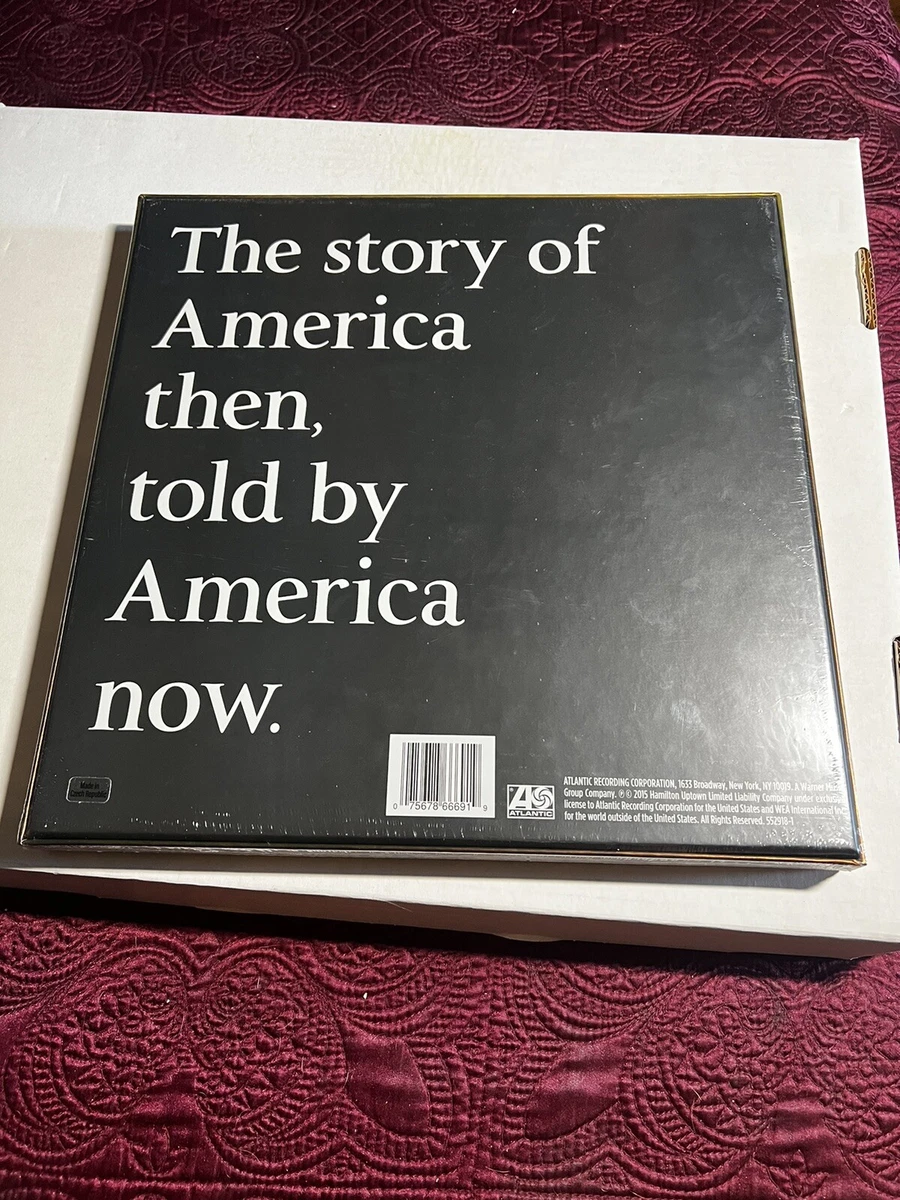 The story of
America
then,
told by
America
now.
Made in
Czech Republic
0 75678 66691 9
ATLANTIC
ATLANTIC RECORDING CORPORATION, 1633 Broadway, New York, NY 10019. A Warner
Group Company. ℗ © 2015 Hamilton Uptown Limited Liability Company under
license to Atlantic Recording Corporation for the United States and WEA International Inc.
for the world outside of the United States. All Rights Reserved. 552918-1